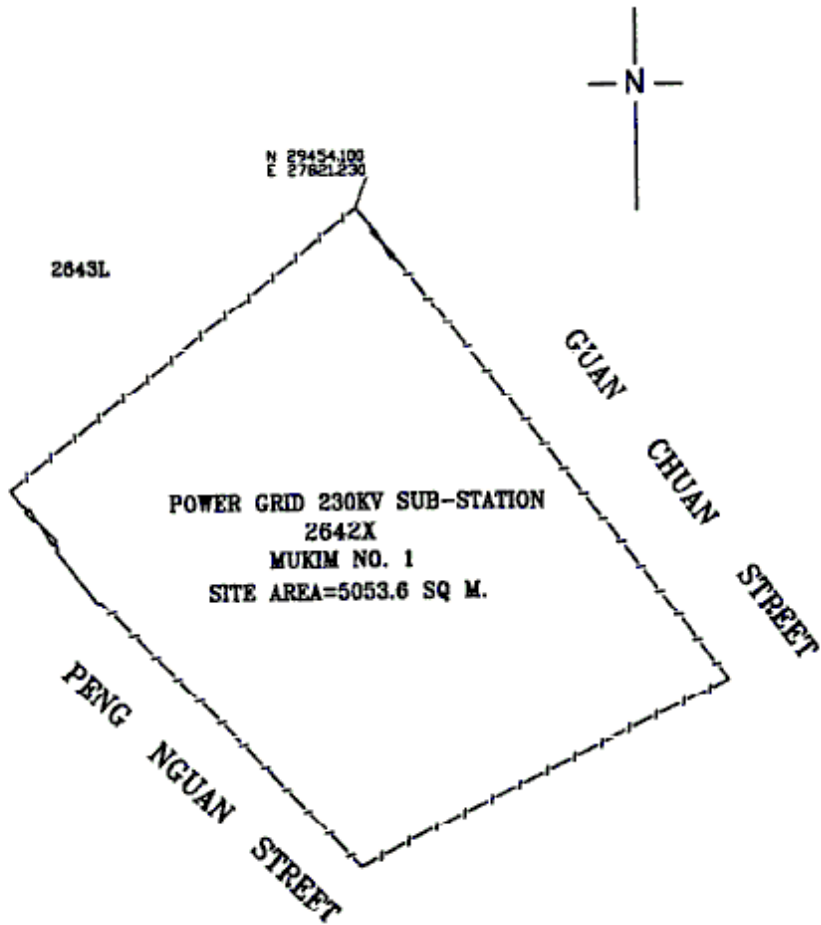 N
N 29454.100
E 27821.230
2643L
GUAN CHUAN STREET
POWER GRID 230KV SUB-STATION
2642X
MUKIM NO. 1
SITE AREA=5053.6 SQ M.
PENG NGUAN STREET